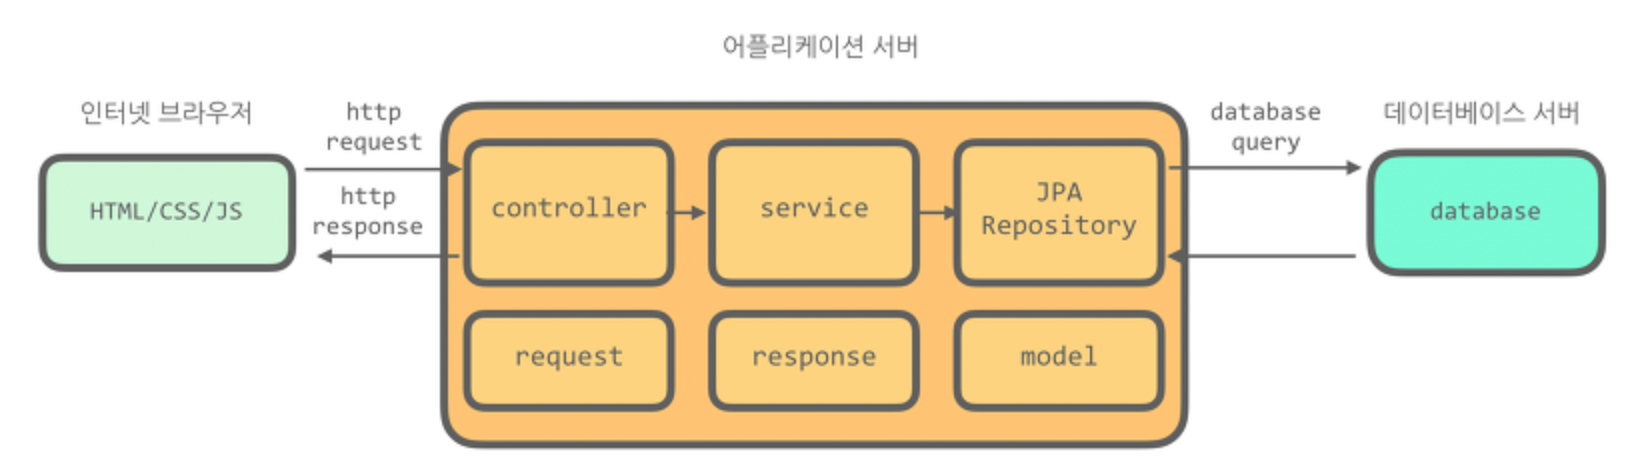 어플리케이션 서버
인터넷 브라우저
http
request
http
response
HTML/CSS/JS
controller
service
JPA
Repository
request
response
model
database
query
데이터베이스 서버
database